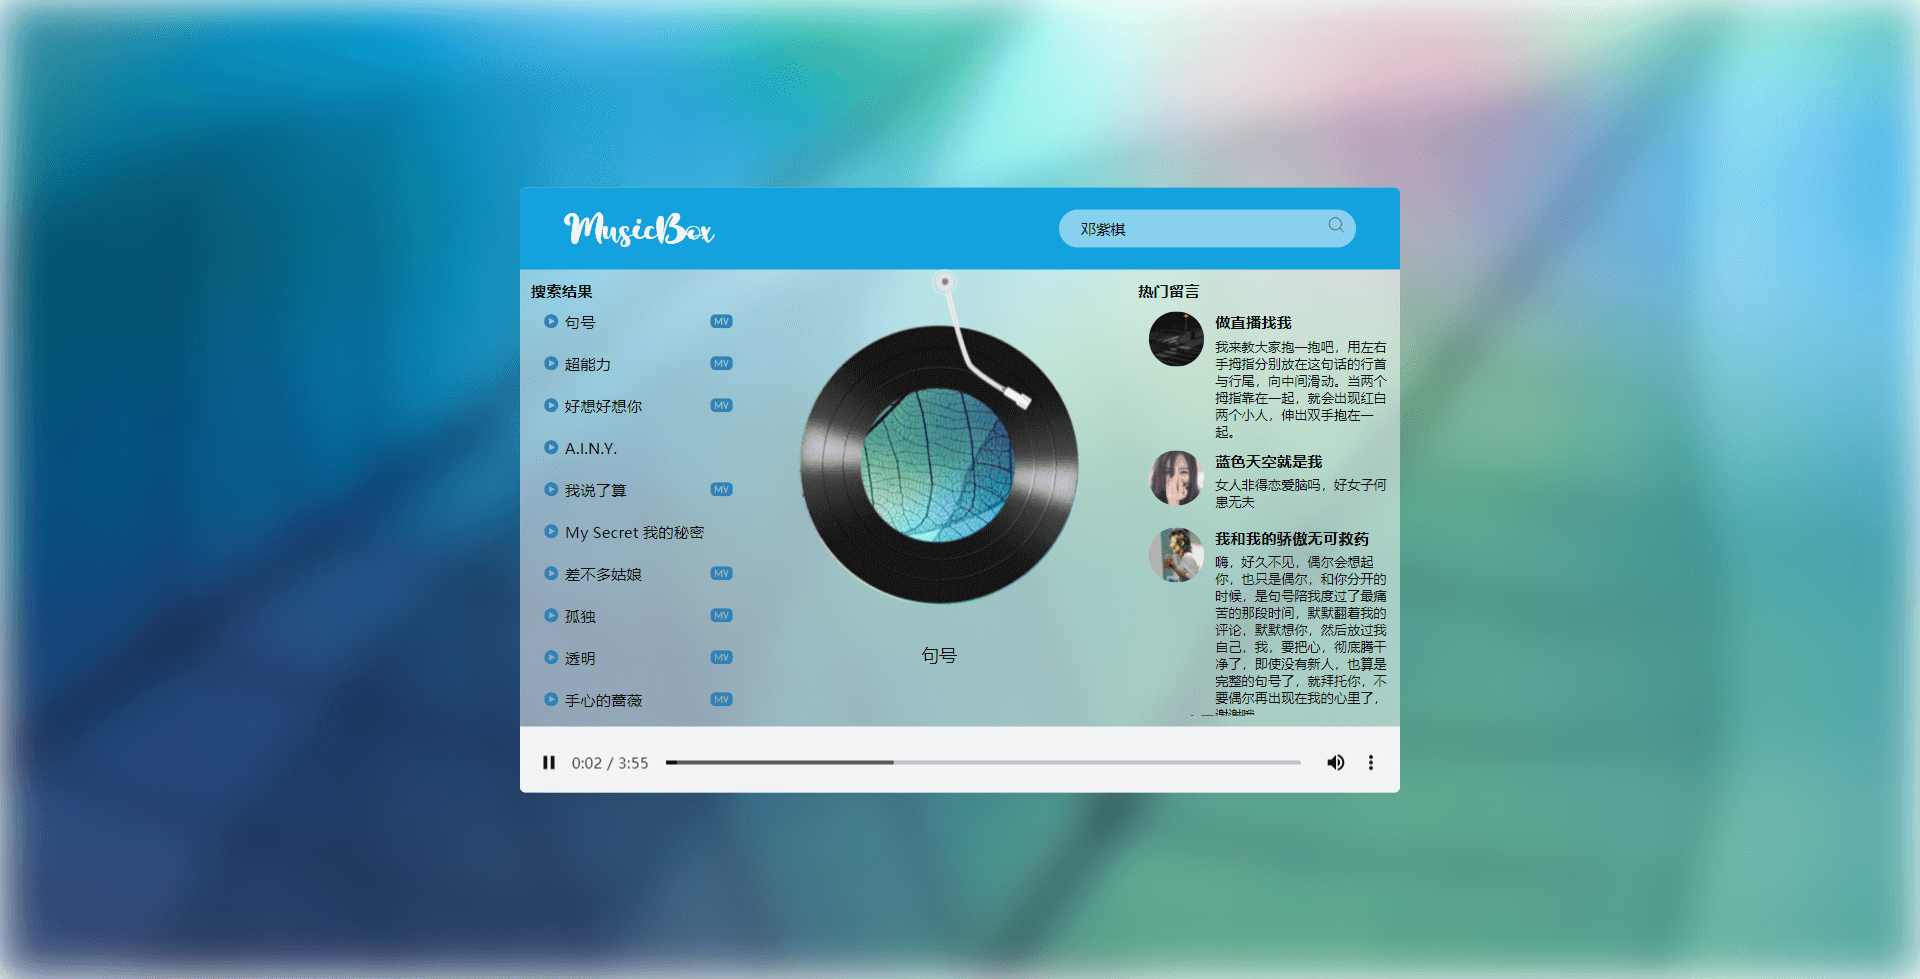 MusicBox
邓紫棋
搜索结果
句号 MV
超能力 MV
好想好想你 MV
A.I.N.Y.
我说了算 MV
My Secret 我的秘密
差不多姑娘 MV
孤独 MV
透明 MV
手心的蔷薇 MV
句号
热门留言
做直播找我
我来教大家抱一抱吧，用左右
手拇指分别放在这句话的行首
与行尾，向中间滑动。当两个
拇指靠在一起，就会出现红白
两个小人，伸出双手抱在一
起。
蓝色天空就是我
女人非得恋爱脑吗，好女子何
患无夫
我和我的骄傲无可救药
嗨，好久不见，偶尔会想起
你，也只是偶尔，和你分开的
时候，是句号陪我度过了最痛
苦的那段时间，默默翻着我的
评论，默默想你，然后放过我
自己，我，要把心，彻底腾干
净了，即使没有新人，也算是
完整的句号了，就拜托你，不
要偶尔再出现在我的心里了，
0:02 / 3:55